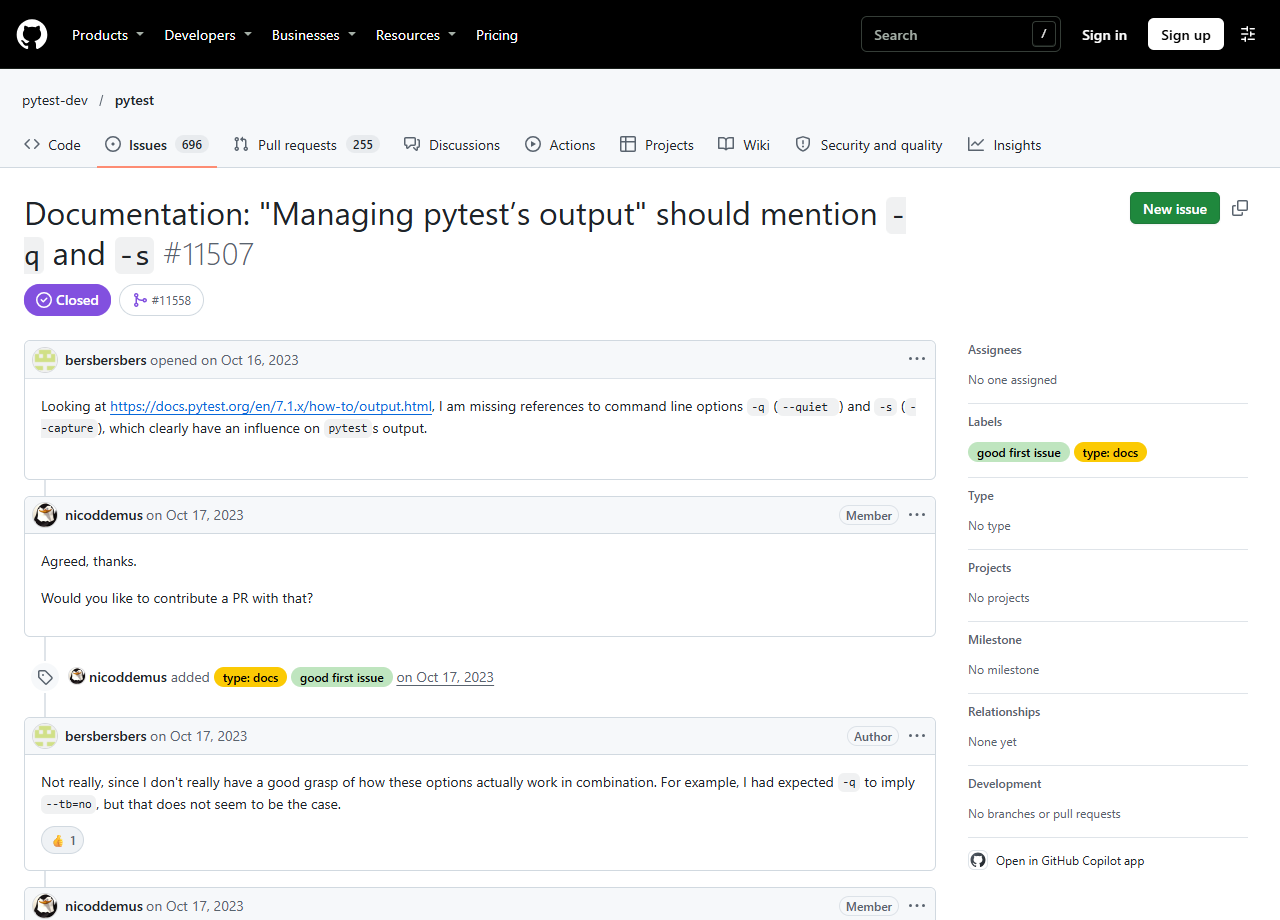 Products Developers Businesses Resources Pricing Search / Sign in Sign up
pytest-dev / pytest
Code Issues 696 Pull requests 255 Discussions Actions Projects Wiki Security and quality Insights
Documentation: "Managing pytest’s output" should mention -
q and -s #11507
New issue
Closed #11558
bersbersbers opened on Oct 16, 2023
Looking at https://docs.pytest.org/en/7.1.x/how-to/output.html, I am missing references to command line options -q (--quiet ) and -s (-
-capture), which clearly have an influence on pytests output.
nicoddemus on Oct 17, 2023 Member
Agreed, thanks.
Would you like to contribute a PR with that?
nicoddemus added type: docs good first issue on Oct 17, 2023
bersbersbers on Oct 17, 2023 Author
Not really, since I don't really have a good grasp of how these options actually work in combination. For example, I had expected -q to imply
--tb=no, but that does not seem to be the case.
👍 1
nicoddemus on Oct 17, 2023 Member
Assignees
No one assigned
Labels
good first issue type: docs
Type
No type
Projects
No projects
Milestone
No milestone
Relationships
None yet
Development
No branches or pull requests
Open in GitHub Copilot app